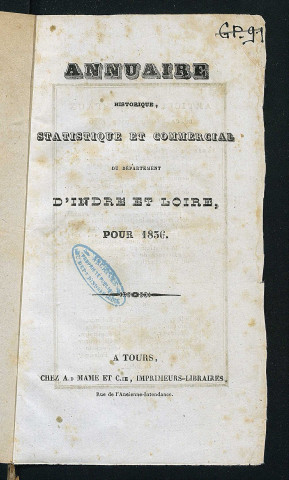 GP.91
ANNUAIRE
HISTORIQUE,
STATISTIQUE ET COMMERCIAL
DU DÉPARTEMENT
D'INDRE ET LOIRE,
POUR 1836.
A TOURS,
CHEZ A.D MAME ET C.IE, IMPRIMEURS-LIBRAIRES,
Rue de l'Ancienne-Intendance.